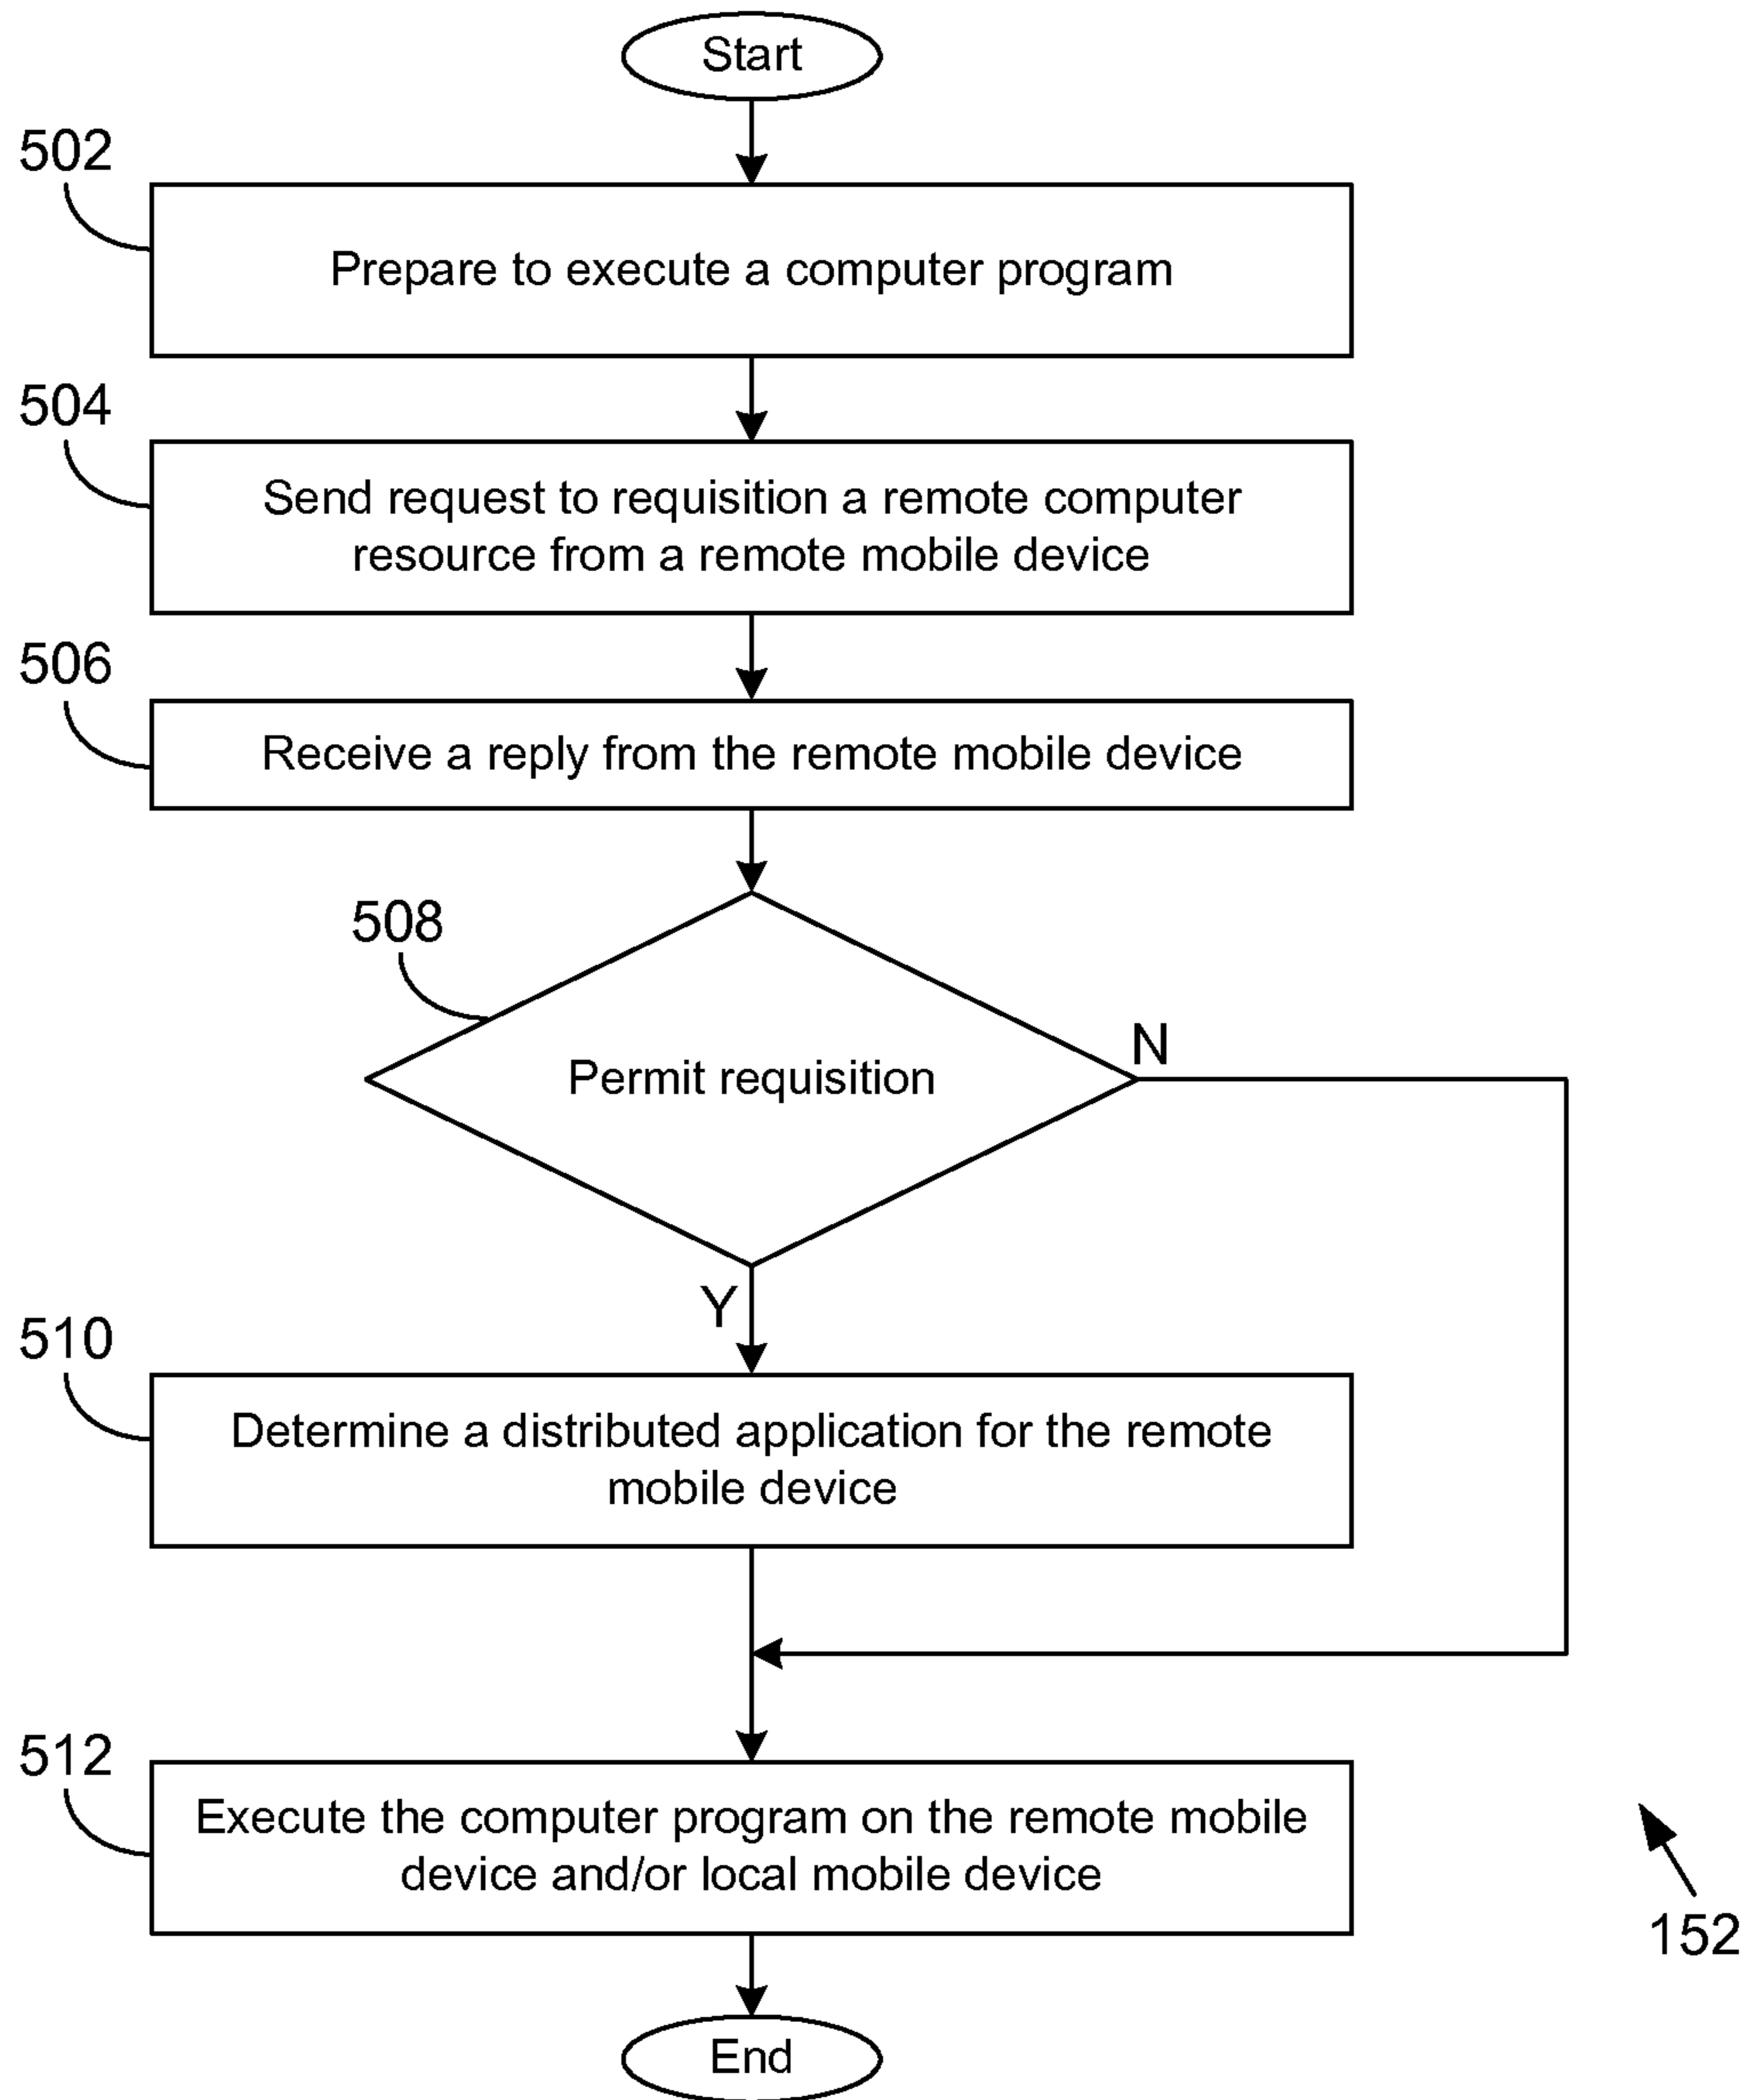 Start
502
Prepare to execute a computer program
504
Send request to requisition a remote computer
resource from a remote mobile device
506
Receive a reply from the remote mobile device
508
N
Permit requisition
Y
510
Determine a distributed application for the remote
mobile device
512
Execute the computer program on the remote mobile
device and/or local mobile device
152
End